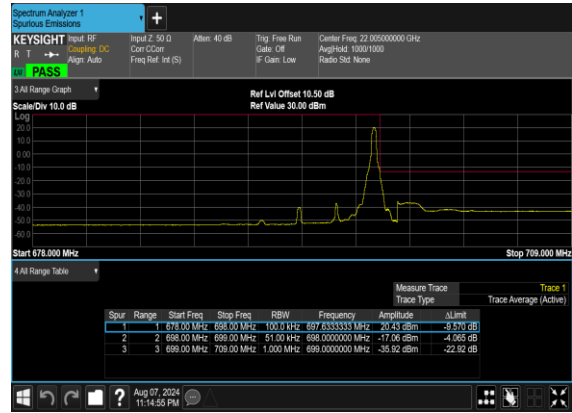 Spectrum Analyzer 1
Spurious Emissions
KEYSIGHT Input: RF Input Z: 50 Ω Atten: 40 dB Trig: Free Run Center Freq: 22.005000000 GHz
R T Coupling: DC Corr CCorr Gate: Off Avg|Hold: 1000/1000
Align: Auto Freq Ref: Int (S) IF Gain: Low Radio Std: None
LW PASS
3 All Range Graph
Ref Lvl Offset 10.50 dB
Scale/Div 10.0 dB Ref Value 30.00 dBm
Log
20.0
10.0
0.00
-10.0
-20.0
-30.0
-40.0
-50.0
-60.0
Start 678.000 MHz Stop 709.000 MHz
4 All Range Table
Measure Trace Trace 1
Trace Type Trace Average (Active)
Spur Range Start Freq Stop Freq RBW Frequency Amplitude ΔLimit
1 1 678.00 MHz 698.00 MHz 100.0 kHz 697.6333333 MHz 20.43 dBm -9.570 dB
2 2 698.00 MHz 699.00 MHz 51.00 kHz 698.0000000 MHz -17.06 dBm -4.065 dB
3 3 699.00 MHz 709.00 MHz 1.000 MHz 699.0000000 MHz -35.92 dBm -22.92 dB
Aug 07, 2024
11:14:55 PM